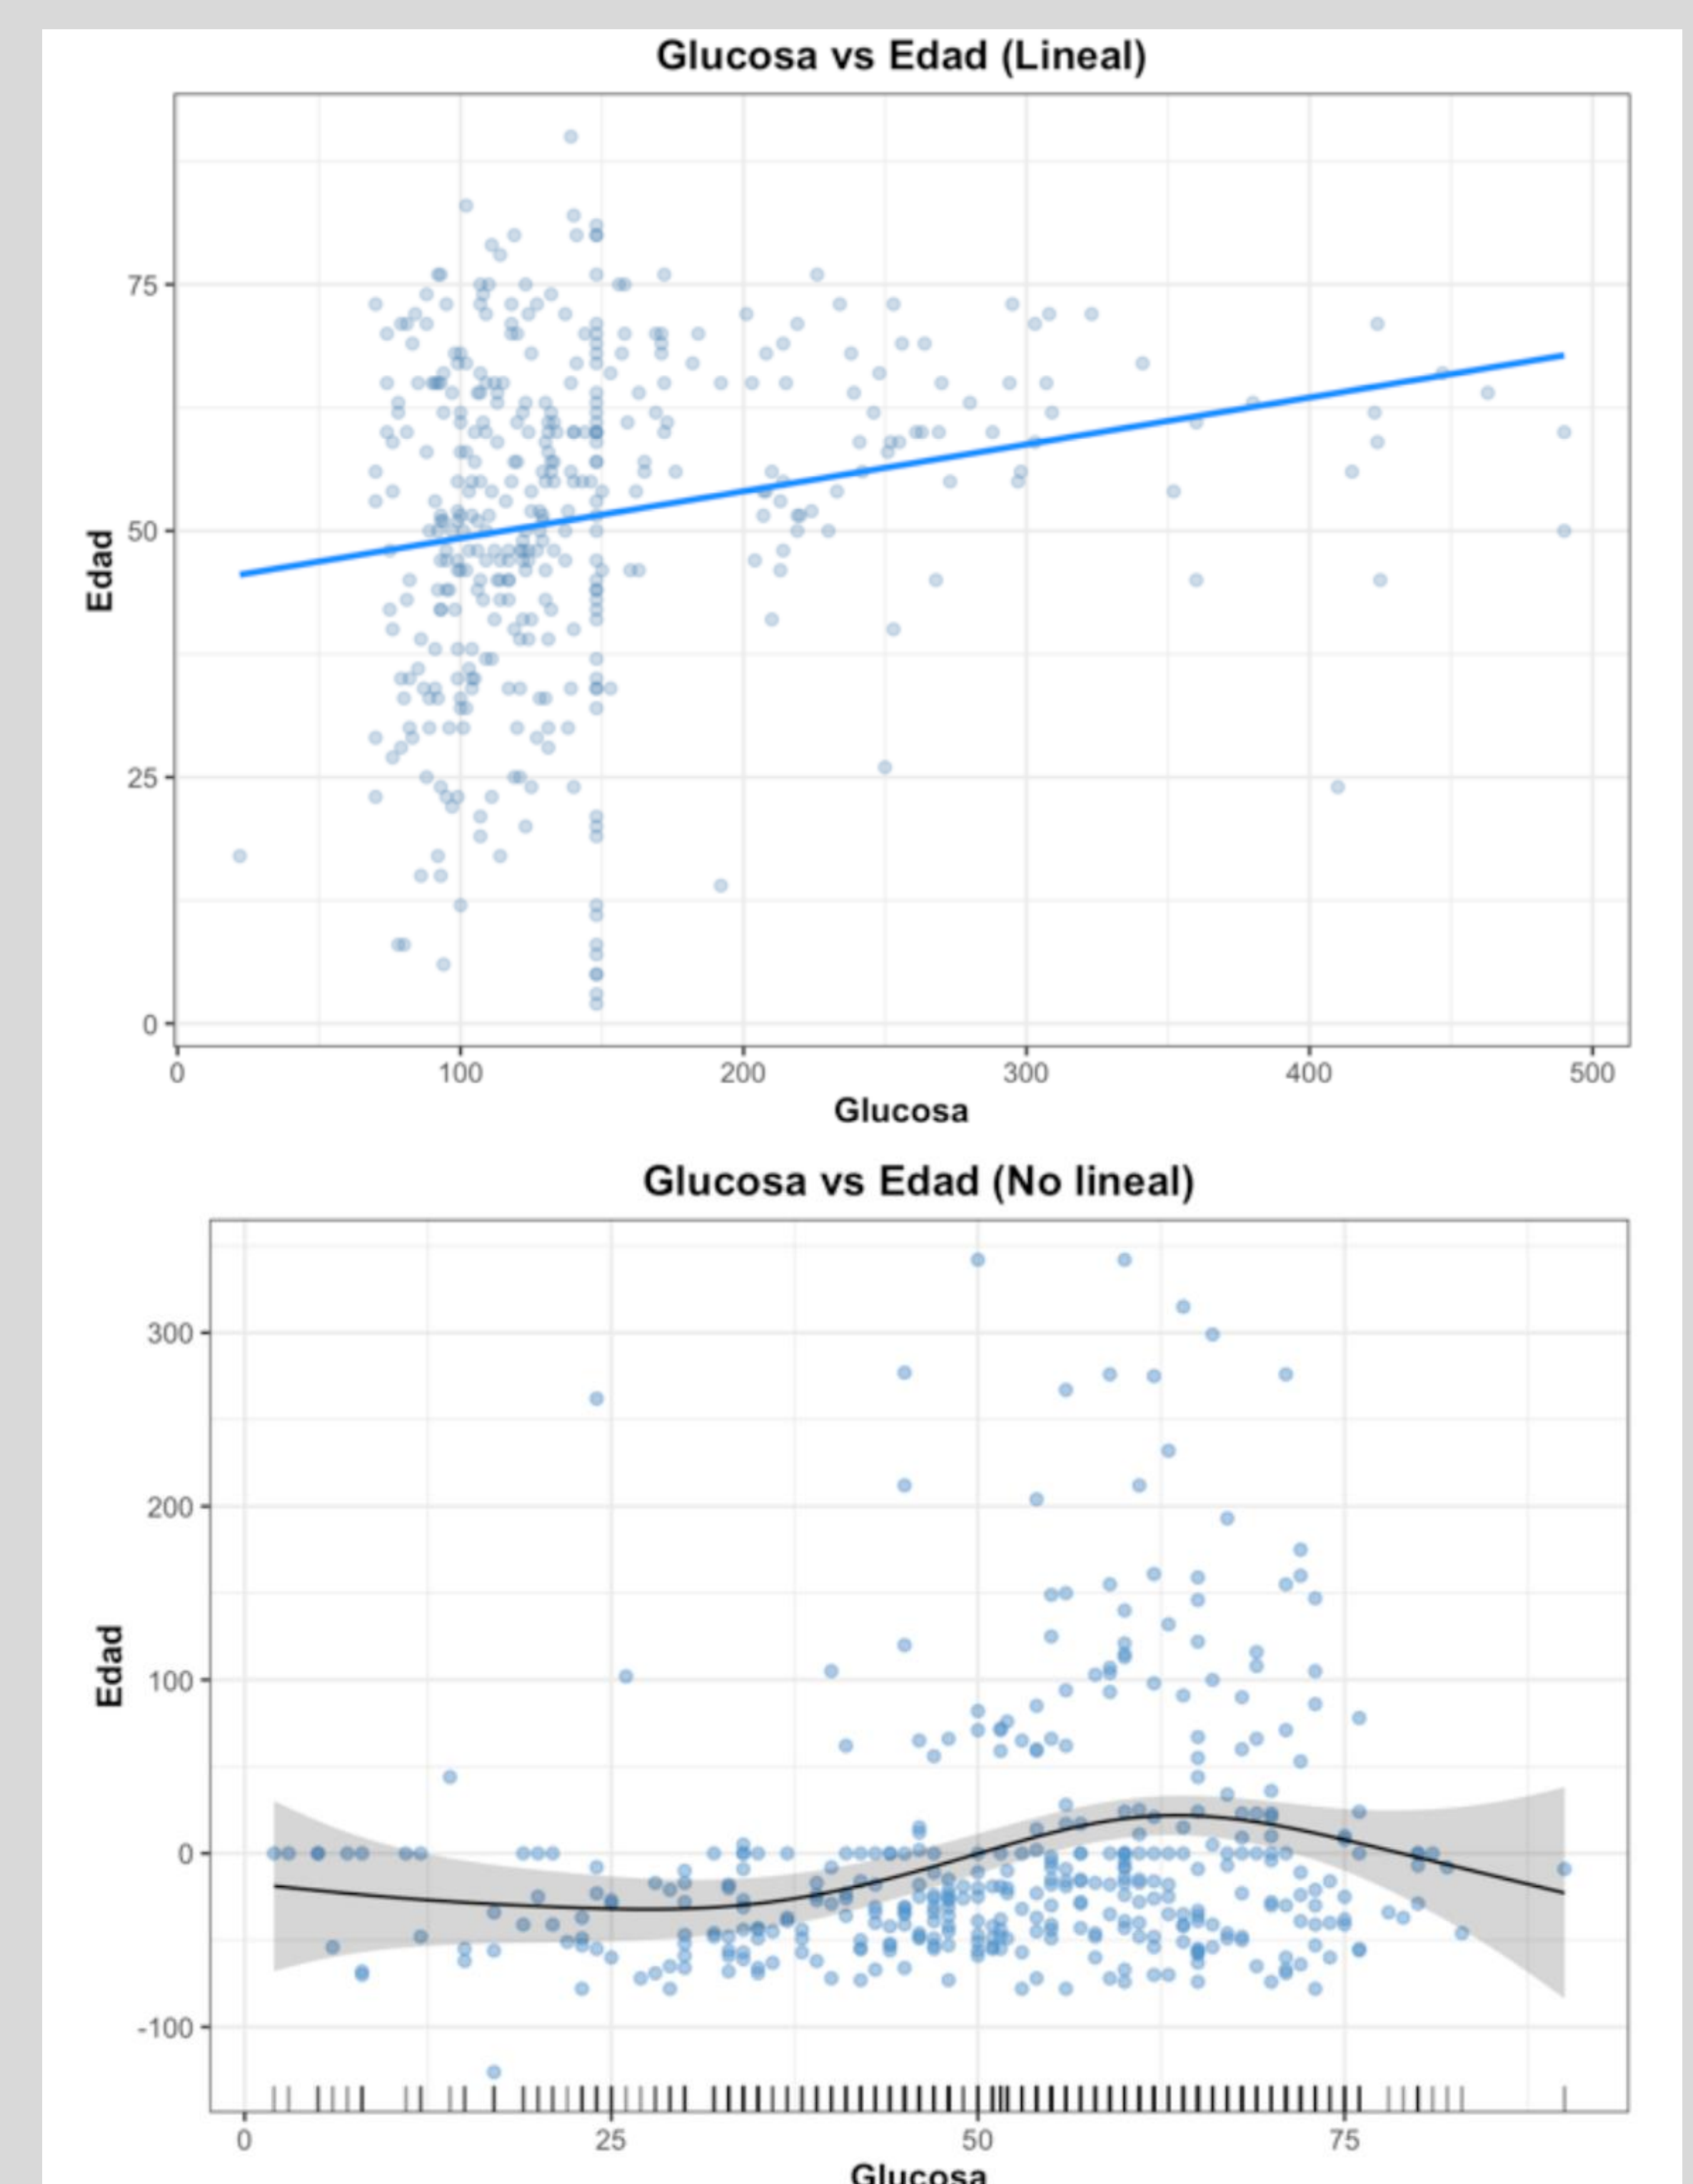 Glucosa vs Edad (Lineal)
75
50
25
0
Edad
0 100 200 300 400 500
Glucosa
Glucosa vs Edad (No lineal)
300
200
100
0
-100
Edad
0 25 50 75
Glucosa